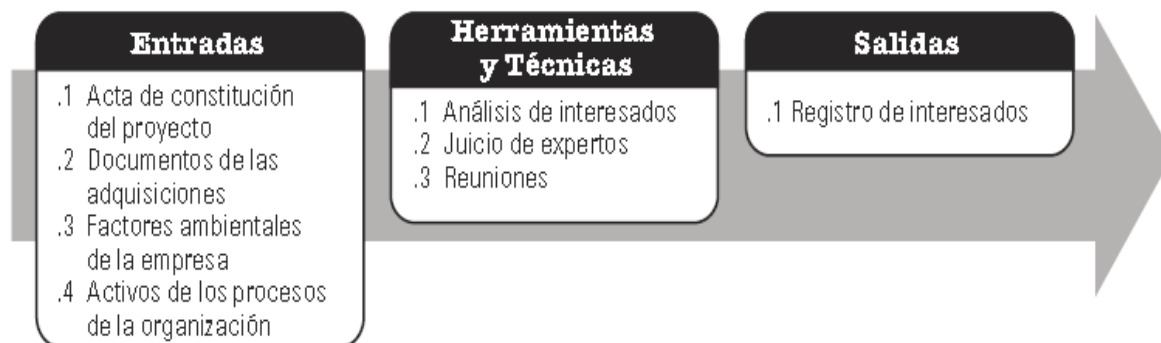 Entradas
.1 Acta de constitución
del proyecto
.2 Documentos de las
adquisiciones
.3 Factores ambientales
de la empresa
.4 Activos de los procesos
de la organización
Herramientas
y Técnicas
.1 Análisis de interesados
.2 Juicio de expertos
.3 Reuniones
Salidas
.1 Registro de interesados